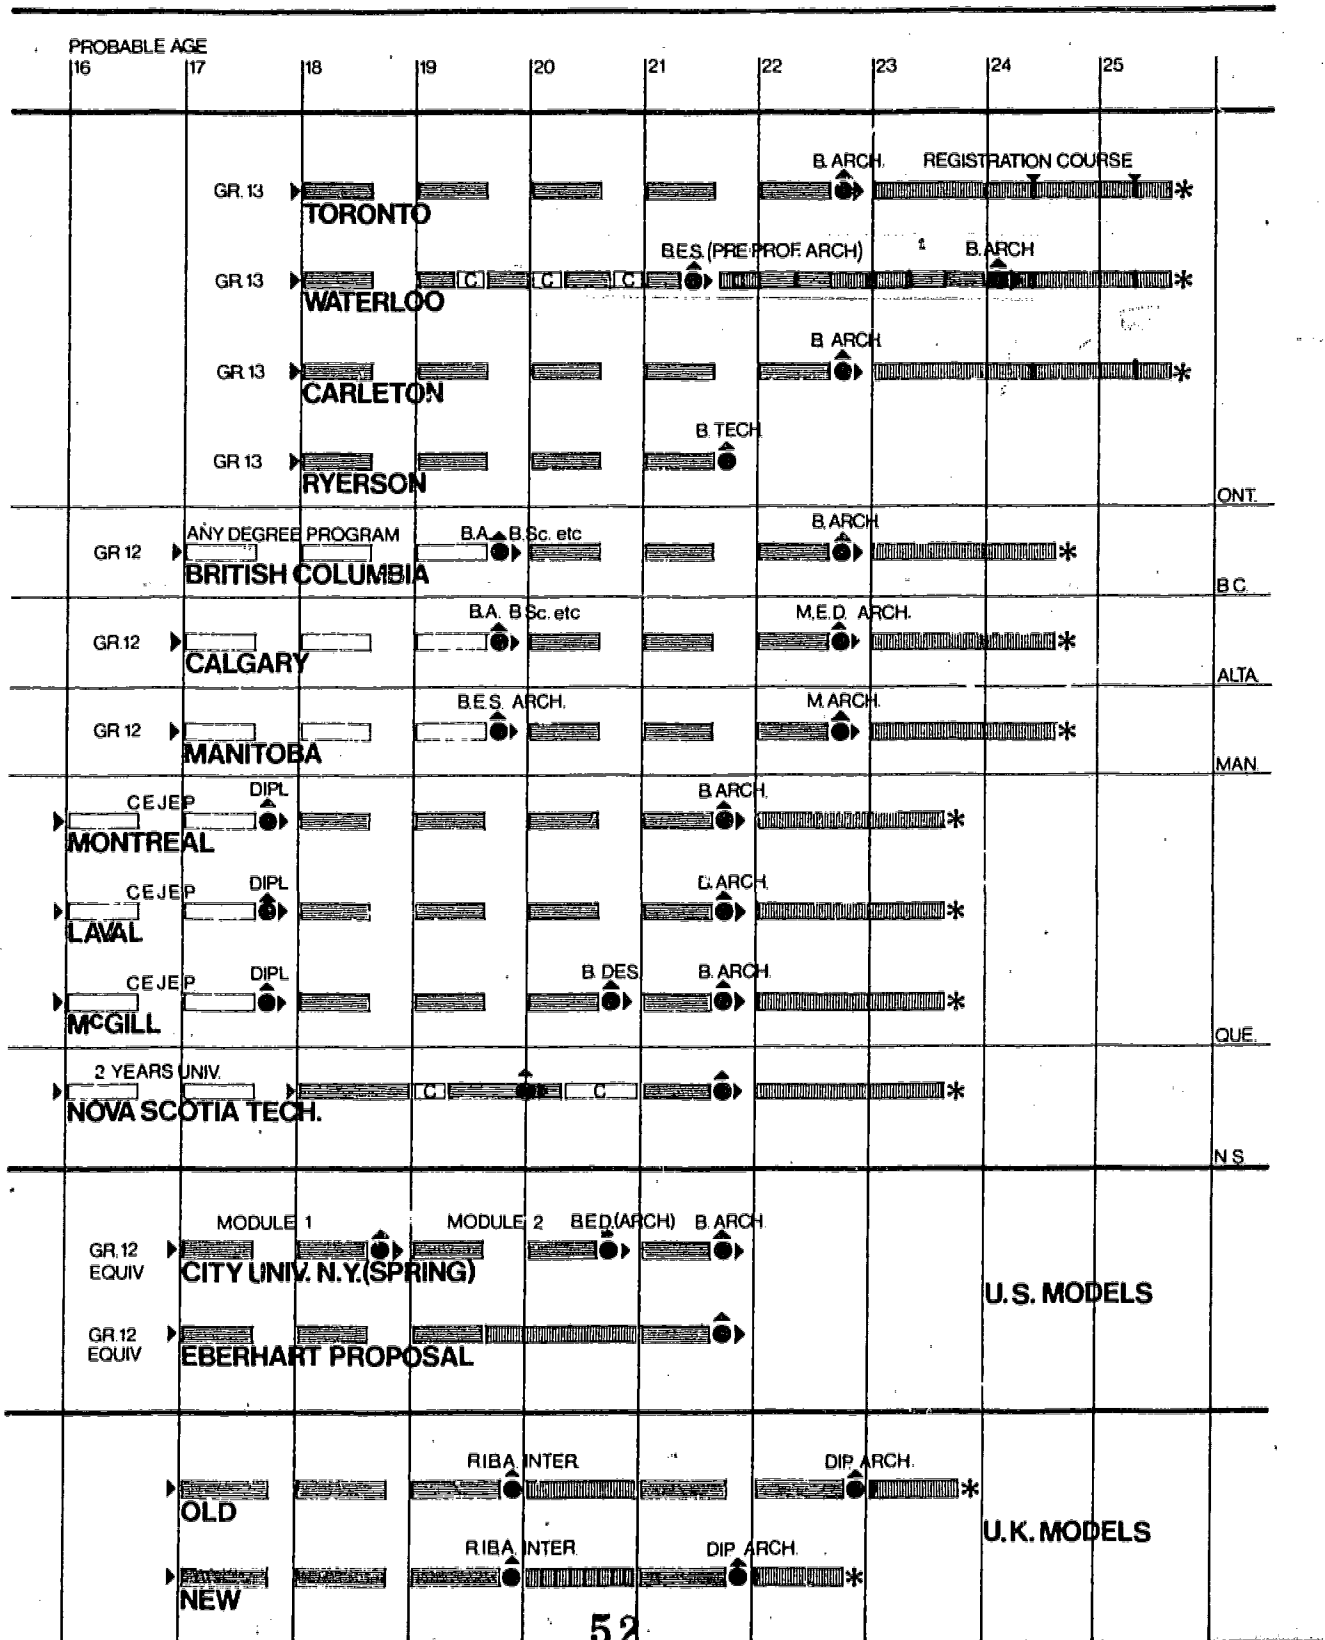 PROBABLE AGE
16 17 18 19 20 21 22 23 24 25
B. ARCH. REGISTRATION COURSE
GR. 13 *
TORONTO
B.E.S. (PRE PROF. ARCH) 1 B. ARCH
GR 13 C C C *
WATERLOO
B. ARCH
GR 13 *
CARLETON
B. TECH
GR 13
RYERSON
ONT.
ANY DEGREE PROGRAM B.A. B.Sc. etc B. ARCH
GR 12 *
BRITISH COLUMBIA
B.C.
B.A. B Sc. etc M.E.D. ARCH.
GR. 12 *
CALGARY
ALTA.
B.E.S. ARCH. M. ARCH.
GR 12 *
MANITOBA
MAN.
CEJEP DIPL B. ARCH.
*
MONTREAL
CEJEP DIPL B. ARCH.
*
LAVAL
CEJEP DIPL B. DES. B. ARCH.
*
McGILL
QUE.
2 YEARS UNIV.
C C *
NOVA SCOTIA TECH.
N S
MODULE 1 MODULE 2 B.E.D.(ARCH) B. ARCH.
GR. 12
EQUIV
CITY UNIV. N.Y.(SPRING)
U.S. MODELS
GR. 12
EQUIV
EBERHART PROPOSAL
R.I.B.A. INTER DIP. ARCH.
*
OLD
U.K. MODELS
R.I.B.A. INTER DIP. ARCH.
*
NEW
52